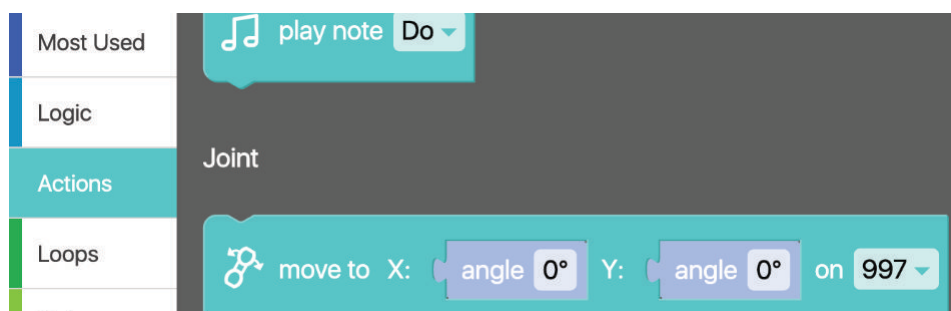 Most Used
Logic
Actions
Loops
play note Do
Joint
move to X: angle 0° Y: angle 0° on 997